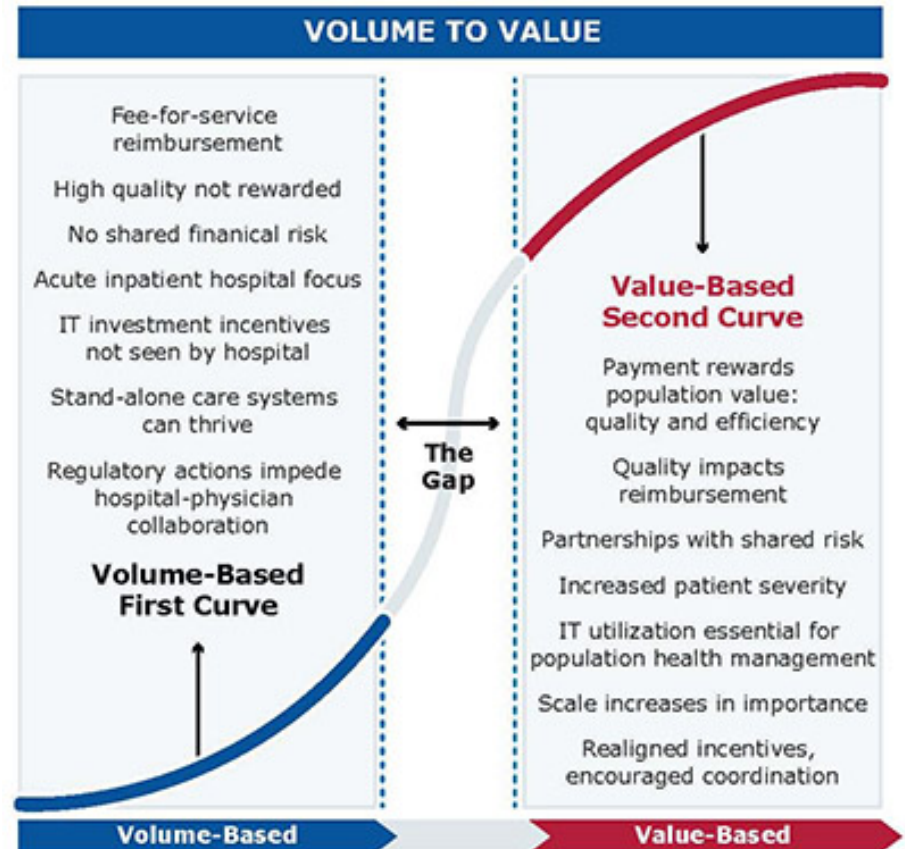 VOLUME TO VALUE
Fee-for-service
reimbursement
High quality not rewarded
No shared finanical risk
Acute inpatient hospital focus
IT investment incentives
not seen by hospital
Stand-alone care systems
can thrive
Regulatory actions impede
hospital-physician
collaboration
Volume-Based
First Curve
The
Gap
Value-Based
Second Curve
Payment rewards
population value:
quality and efficiency
Quality impacts
reimbursement
Partnerships with shared risk
Increased patient severity
IT utilization essential for
population health management
Scale increases in importance
Realigned incentives,
encouraged coordination
Volume-Based
Value-Based